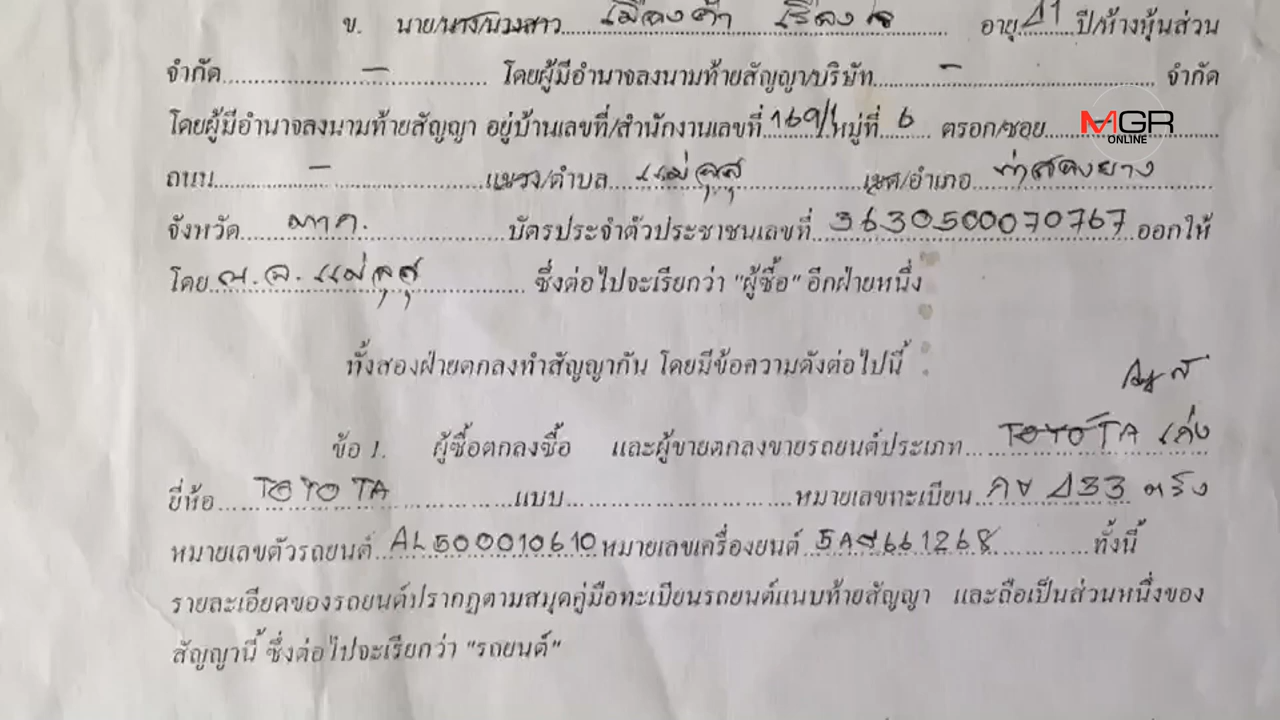 ข. นาย/นาง/นางสาว อายุ 41 ปี/ห้างหุ้นส่วน
จำกัด - โดยผู้มีอำนาจลงนามท้ายสัญญา/บริษัท - จำกัด
โดยผู้มีอำนาจลงนามท้ายสัญญา อยู่บ้านเลขที่/สำนักงานเลขที่ 169/1 หมู่ที่ 6 ตรอก/ซอย -
MGR
ONLINE
ถนน - แขวง/ตำบล แม่อุสุ เขต/อำเภอ ท่าสองยาง
จังหวัด ตาก. บัตรประจำตัวประชาชนเลขที่ 3630500070767 ออกให้
โดย แม่อุสุ ซึ่งต่อไปจะเรียกว่า "ผู้ซื้อ" อีกฝ่ายหนึ่ง
ทั้งสองฝ่ายตกลงทำสัญญากัน โดยมีข้อความดังต่อไปนี้
ข้อ 1. ผู้ซื้อตกลงซื้อ และผู้ขายตกลงขายรถยนต์ประเภท TOYOTA เก๋ง
ยี่ห้อ TOYOTA แบบ หมายเลขทะเบียน กข 433 ตรัง
หมายเลขตัวรถยนต์ AL500010610 หมายเลขเครื่องยนต์ 5A9661268 ทั้งนี้
รายละเอียดของรถยนต์ปรากฏตามสมุดคู่มือทะเบียนรถยนต์แนบท้ายสัญญา และถือเป็นส่วนหนึ่งของ
สัญญานี้ ซึ่งต่อไปจะเรียกว่า "รถยนต์"